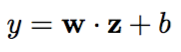 y = w · z + b